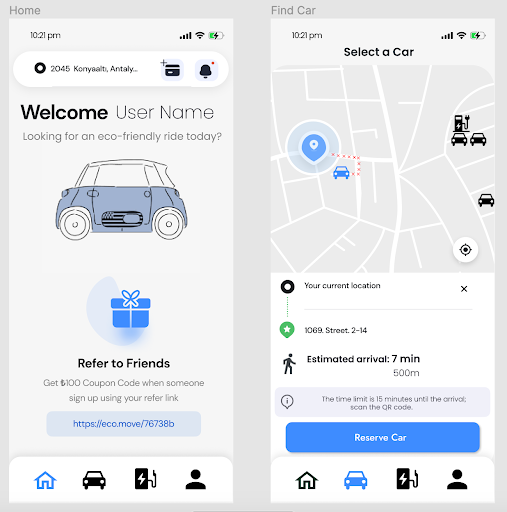 Home
10:21 pm
2045 Konyaaltı, Antaly...
Welcome User Name
Looking for an eco-friendly ride today?
Refer to Friends
Get ₺100 Coupon Code when someone
sign up using your refer link
https://eco.move/76738b
Find Car
10:21 pm
Select a Car
Your current location
1069. Street. 2-14
Estimated arrival: 7 min
500m
The time limit is 15 minutes until the arrival;
scan the QR code.
Reserve Car